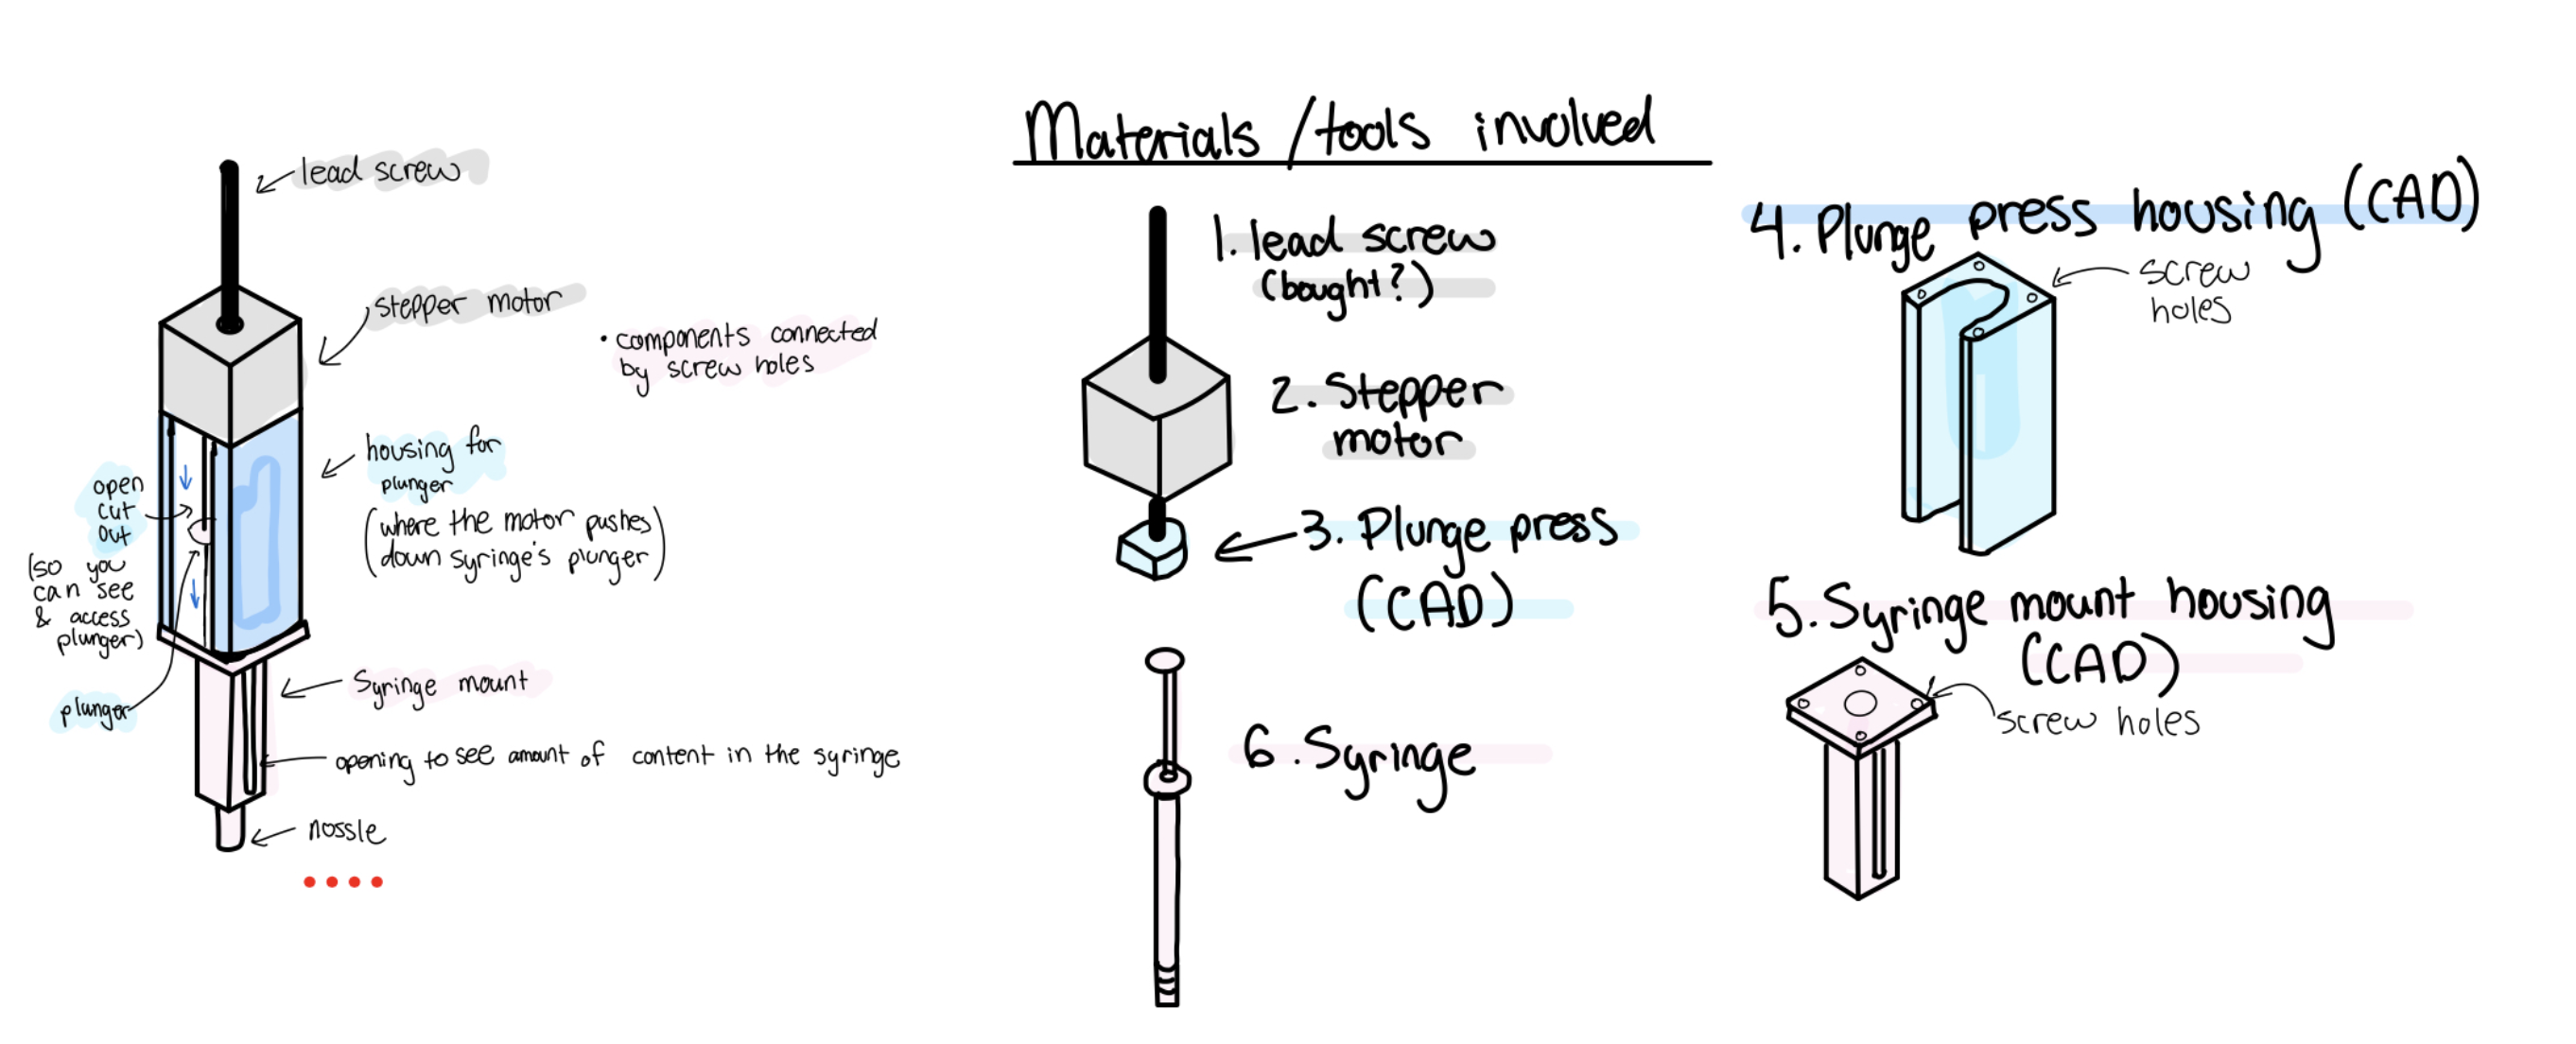 lead screw
stepper motor
• components connected
by screw holes
housing for
plunger
(where the motor pushes
down syringe's plunger)
open
cut
out
(so you
can see
& access
plunger)
plunger
Syringe mount
opening to see amount of content in the syringe
nossle
Materials / tools involved
1. lead screw
(bought?)
2. Stepper
motor
3. Plunge press
(CAD)
6. Syringe
4. Plunge press housing (CAD)
screw
holes
5. Syringe mount housing
(CAD)
screw holes